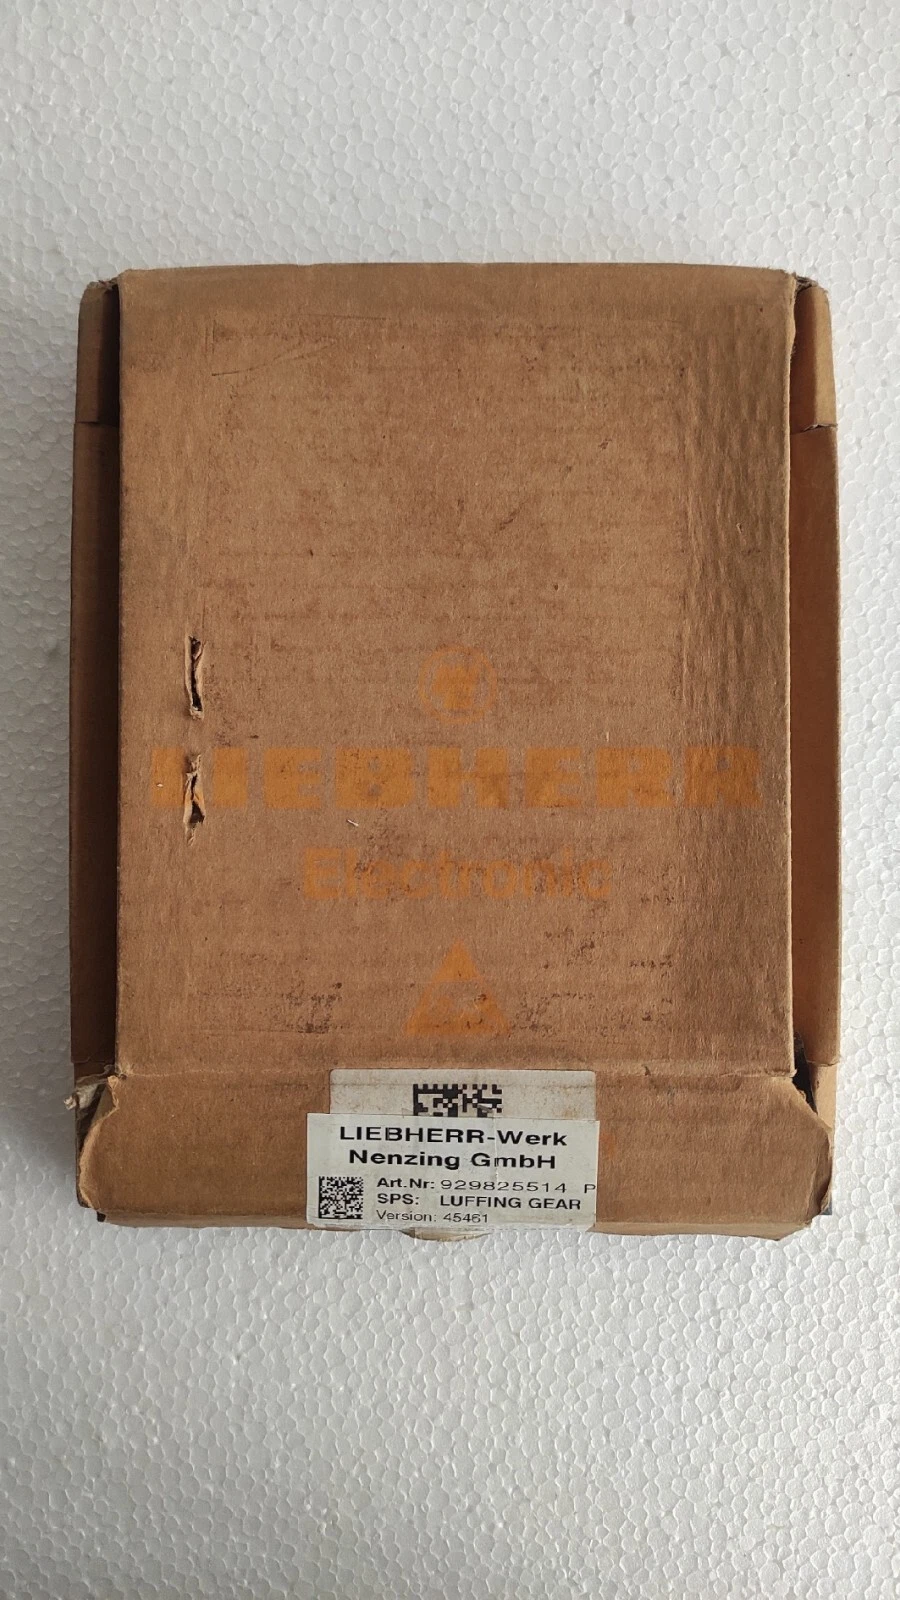 LIEBHERR
Electronic
LIEBHERR-Werk
Nenzing GmbH
Art.Nr: 929825514 P
SPS: LUFFING GEAR
Version: 45461